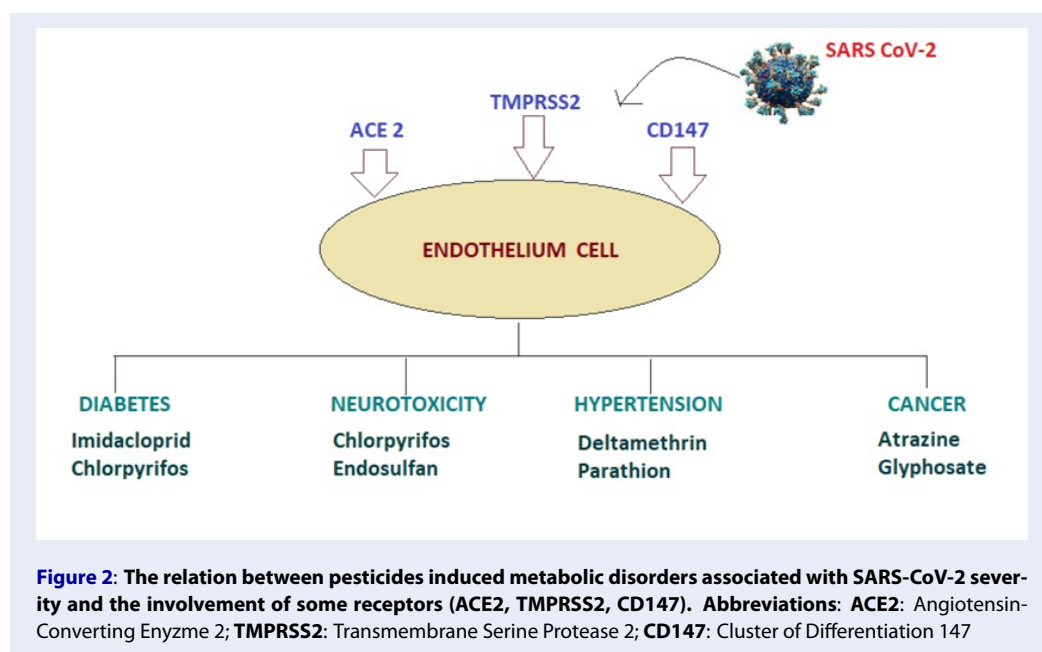 SARS CoV-2
TMPRSS2
ACE 2
CD147
ENDOTHELIUM CELL
DIABETES
Imidacloprid
Chlorpyrifos
NEUROTOXICITY
Chlorpyrifos
Endosulfan
HYPERTENSION
Deltamethrin
Parathion
CANCER
Atrazine
Glyphosate
Figure 2: The relation between pesticides induced metabolic disorders associated with SARS-CoV-2 sever-
ity and the involvement of some receptors (ACE2, TMPRSS2, CD147). Abbreviations: ACE2: Angiotensin-
Converting Enyzme 2; TMPRSS2: Transmembrane Serine Protease 2; CD147: Cluster of Differentiation 147